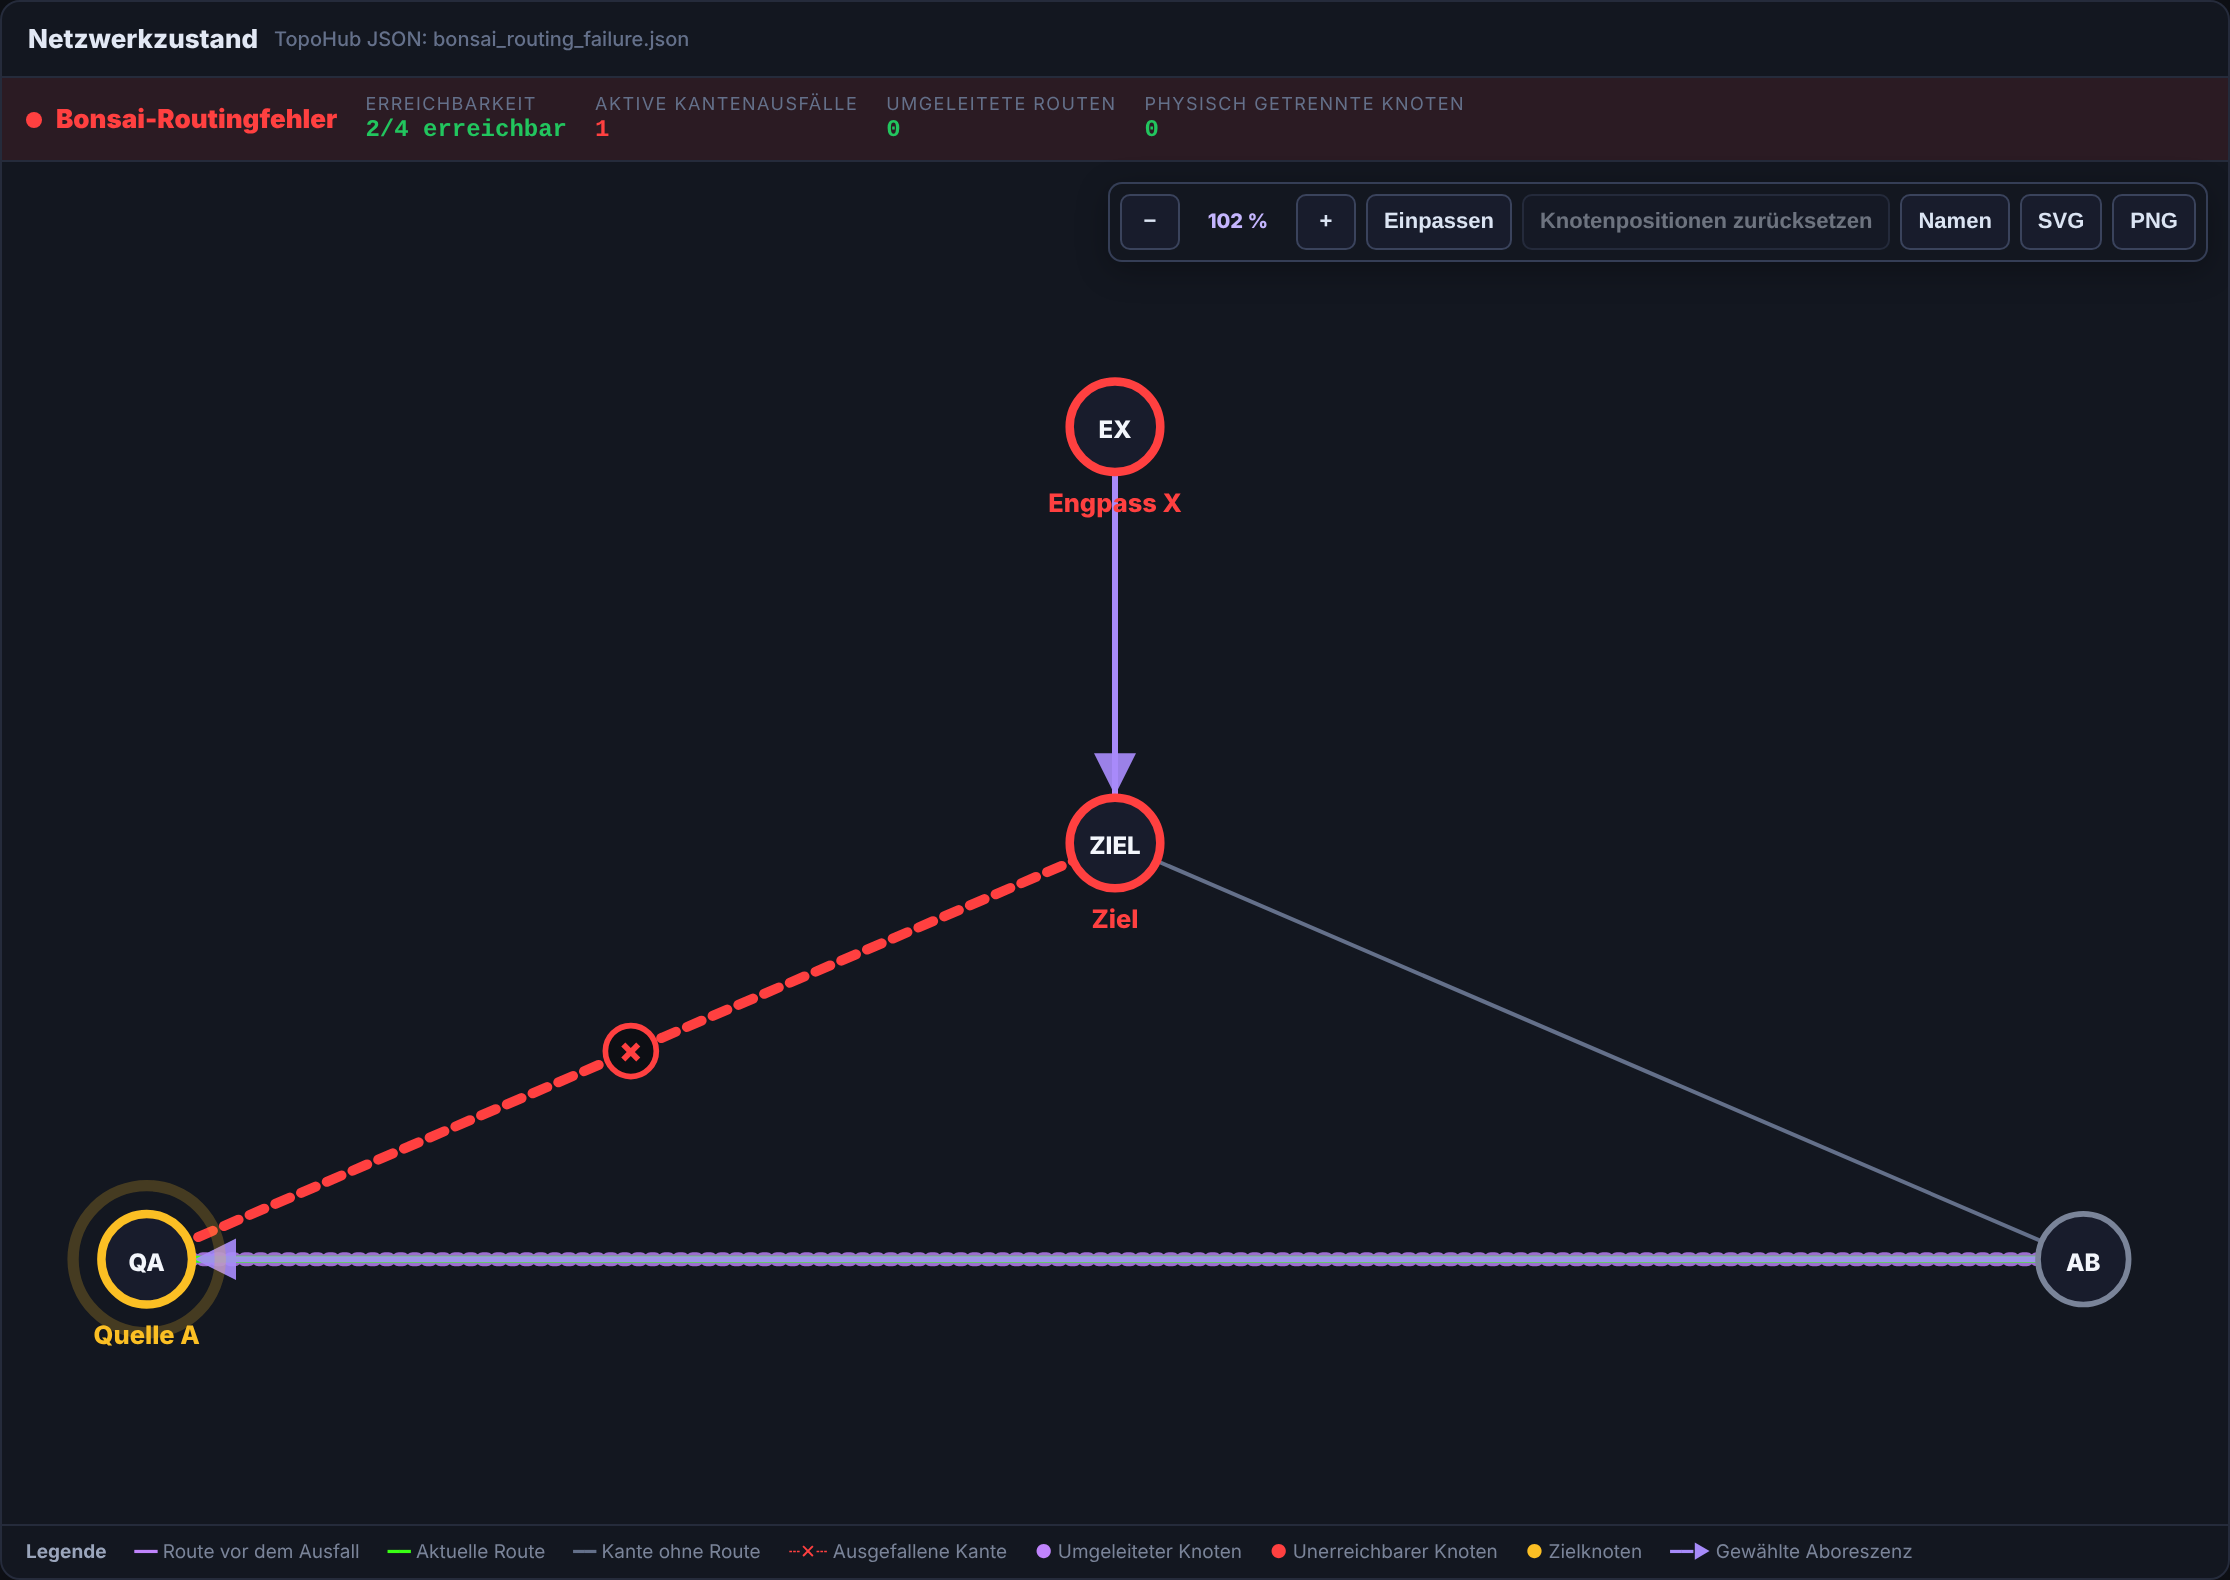 Netzwerkzustand TopoHub JSON: bonsai_routing_failure.json
Bonsai-Routingfehler
ERREICHBARKEIT
2/4 erreichbar
AKTIVE KANTENAUSFÄLLE
1
UMGELEITETE ROUTEN
0
PHYSISCH GETRENNTE KNOTEN
0
− 102 % + Einpassen Knotenpositionen zurücksetzen Namen SVG PNG
EX
Engpass X
ZIEL
Ziel
QA
Quelle A
AB
Legende Route vor dem Ausfall Aktuelle Route Kante ohne Route Ausgefallene Kante Umgeleiteter Knoten Unerreichbarer Knoten Zielknoten Gewählte Aboreszenz